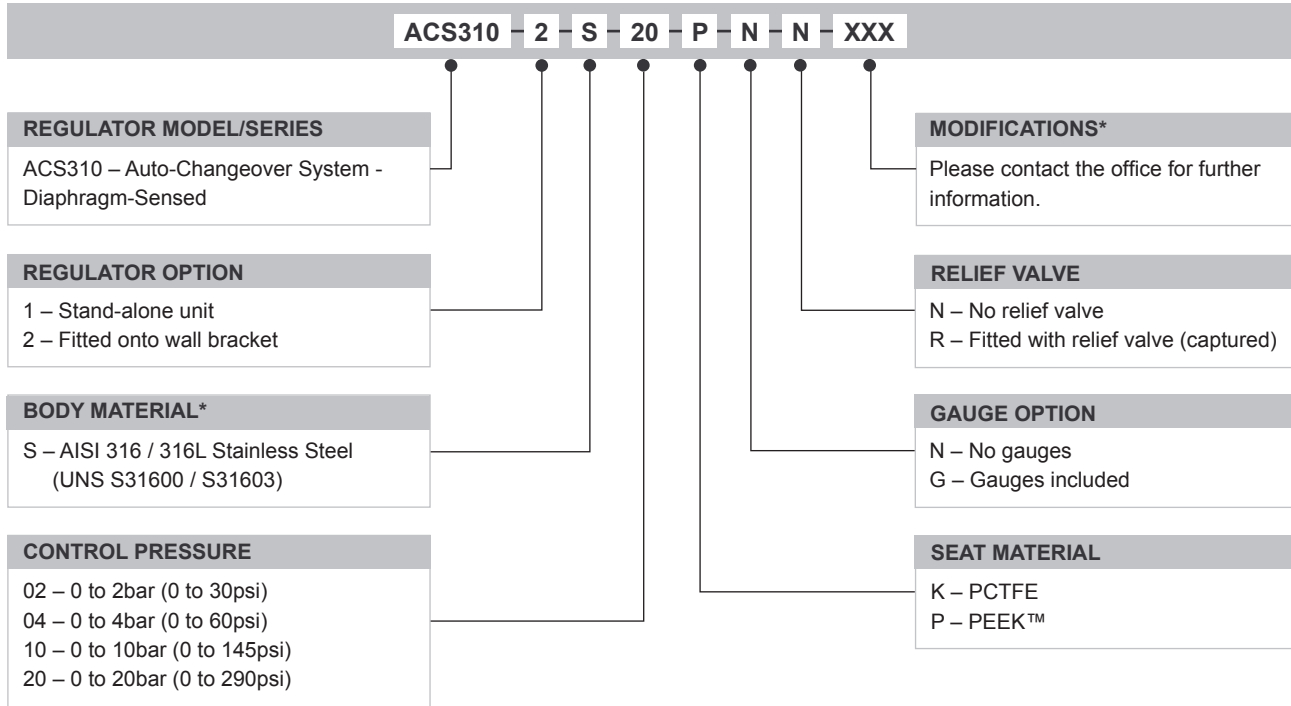 ACS310 - 2 - S - 20 - P - N - N - XXX
REGULATOR MODEL/SERIES
ACS310 – Auto-Changeover System -
Diaphragm-Sensed
REGULATOR OPTION
1 – Stand-alone unit
2 – Fitted onto wall bracket
BODY MATERIAL*
S – AISI 316 / 316L Stainless Steel
(UNS S31600 / S31603)
CONTROL PRESSURE
02 – 0 to 2bar (0 to 30psi)
04 – 0 to 4bar (0 to 60psi)
10 – 0 to 10bar (0 to 145psi)
20 – 0 to 20bar (0 to 290psi)
MODIFICATIONS*
Please contact the office for further
information.
RELIEF VALVE
N – No relief valve
R – Fitted with relief valve (captured)
GAUGE OPTION
N – No gauges
G – Gauges included
SEAT MATERIAL
K – PCTFE
P – PEEK™